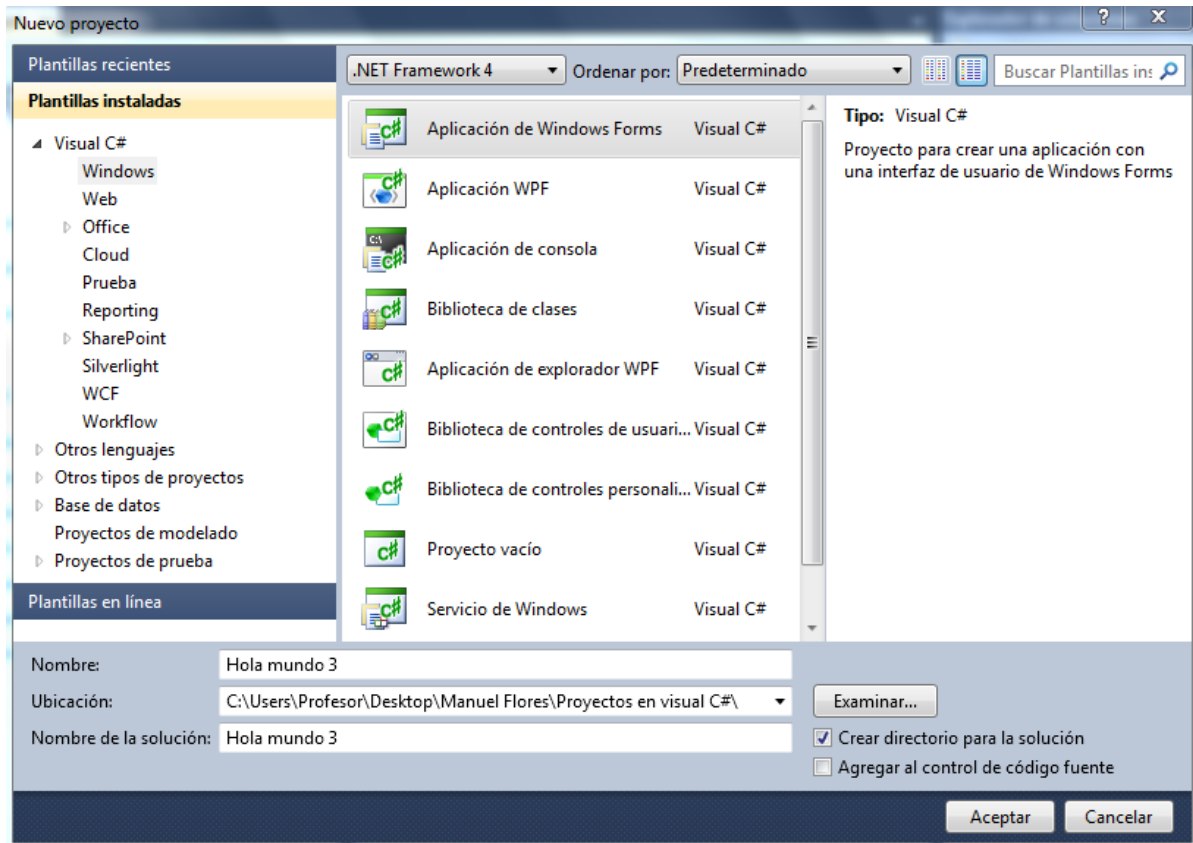 Nuevo proyecto
Plantillas recientes
Plantillas instaladas
Visual C#
Windows
Web
Office
Cloud
Prueba
Reporting
SharePoint
Silverlight
WCF
Workflow
Otros lenguajes
Otros tipos de proyectos
Base de datos
Proyectos de modelado
Proyectos de prueba
Plantillas en línea
.NET Framework 4 Ordenar por: Predeterminado Buscar Plantillas ins
Aplicación de Windows Forms Visual C#
Aplicación WPF Visual C#
Aplicación de consola Visual C#
Biblioteca de clases Visual C#
Aplicación de explorador WPF Visual C#
Biblioteca de controles de usuari... Visual C#
Biblioteca de controles personali... Visual C#
Proyecto vacío Visual C#
Servicio de Windows Visual C#
Tipo: Visual C#
Proyecto para crear una aplicación con
una interfaz de usuario de Windows Forms
Nombre: Hola mundo 3
Ubicación: C:\Users\Profesor\Desktop\Manuel Flores\Proyectos en visual C#\ Examinar...
Nombre de la solución: Hola mundo 3
Crear directorio para la solución
Agregar al control de código fuente
Aceptar Cancelar